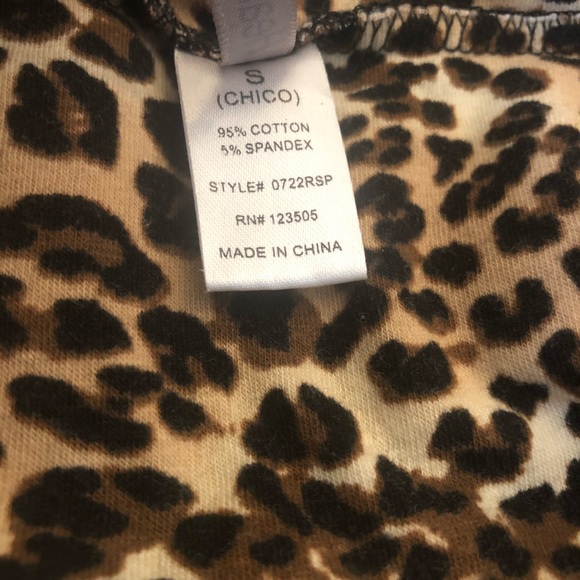 S
(CHICO)
95% COTTON
5% SPANDEX
STYLE# 0722RSP
RN# 123505
MADE IN CHINA